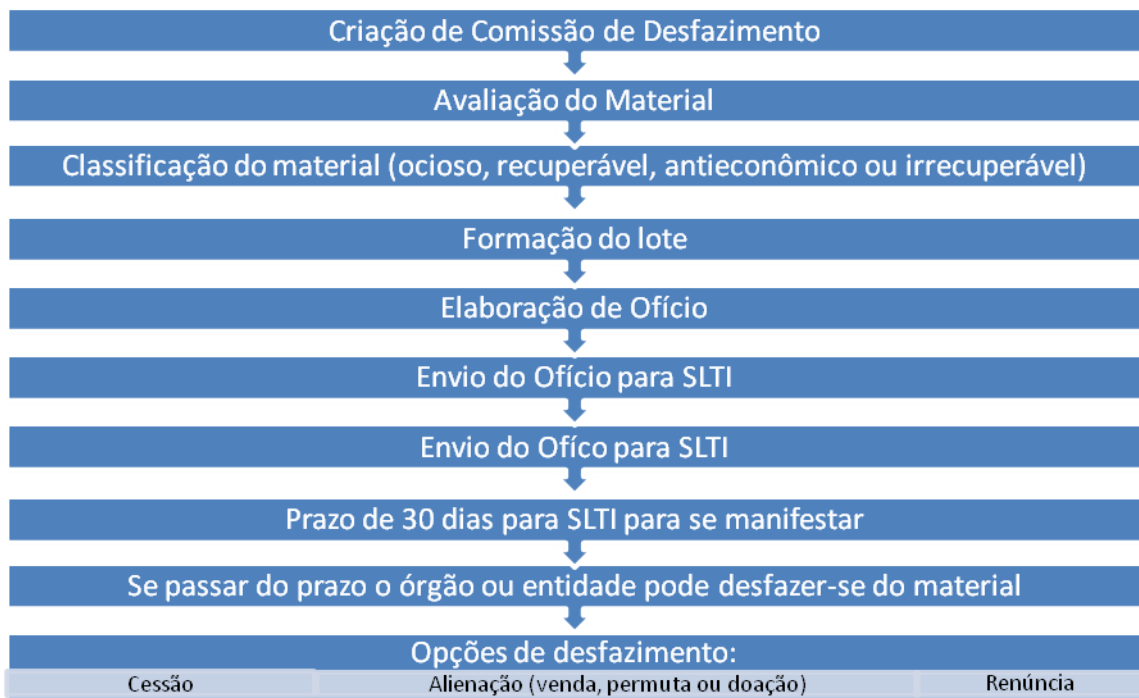 Criação de Comissão de Desfazimento
Avaliação do Material
Classificação do material (ocioso, recuperável, antieconômico ou irrecuperável)
Formação do lote
Elaboração de Ofício
Envio do Ofício para SLTI
Envio do Ofíco para SLTI
Prazo de 30 dias para SLTI para se manifestar
Se passar do prazo o órgão ou entidade pode desfazer-se do material
Opções de desfazimento:
Cessão Alienação (venda, permuta ou doação) Renúncia